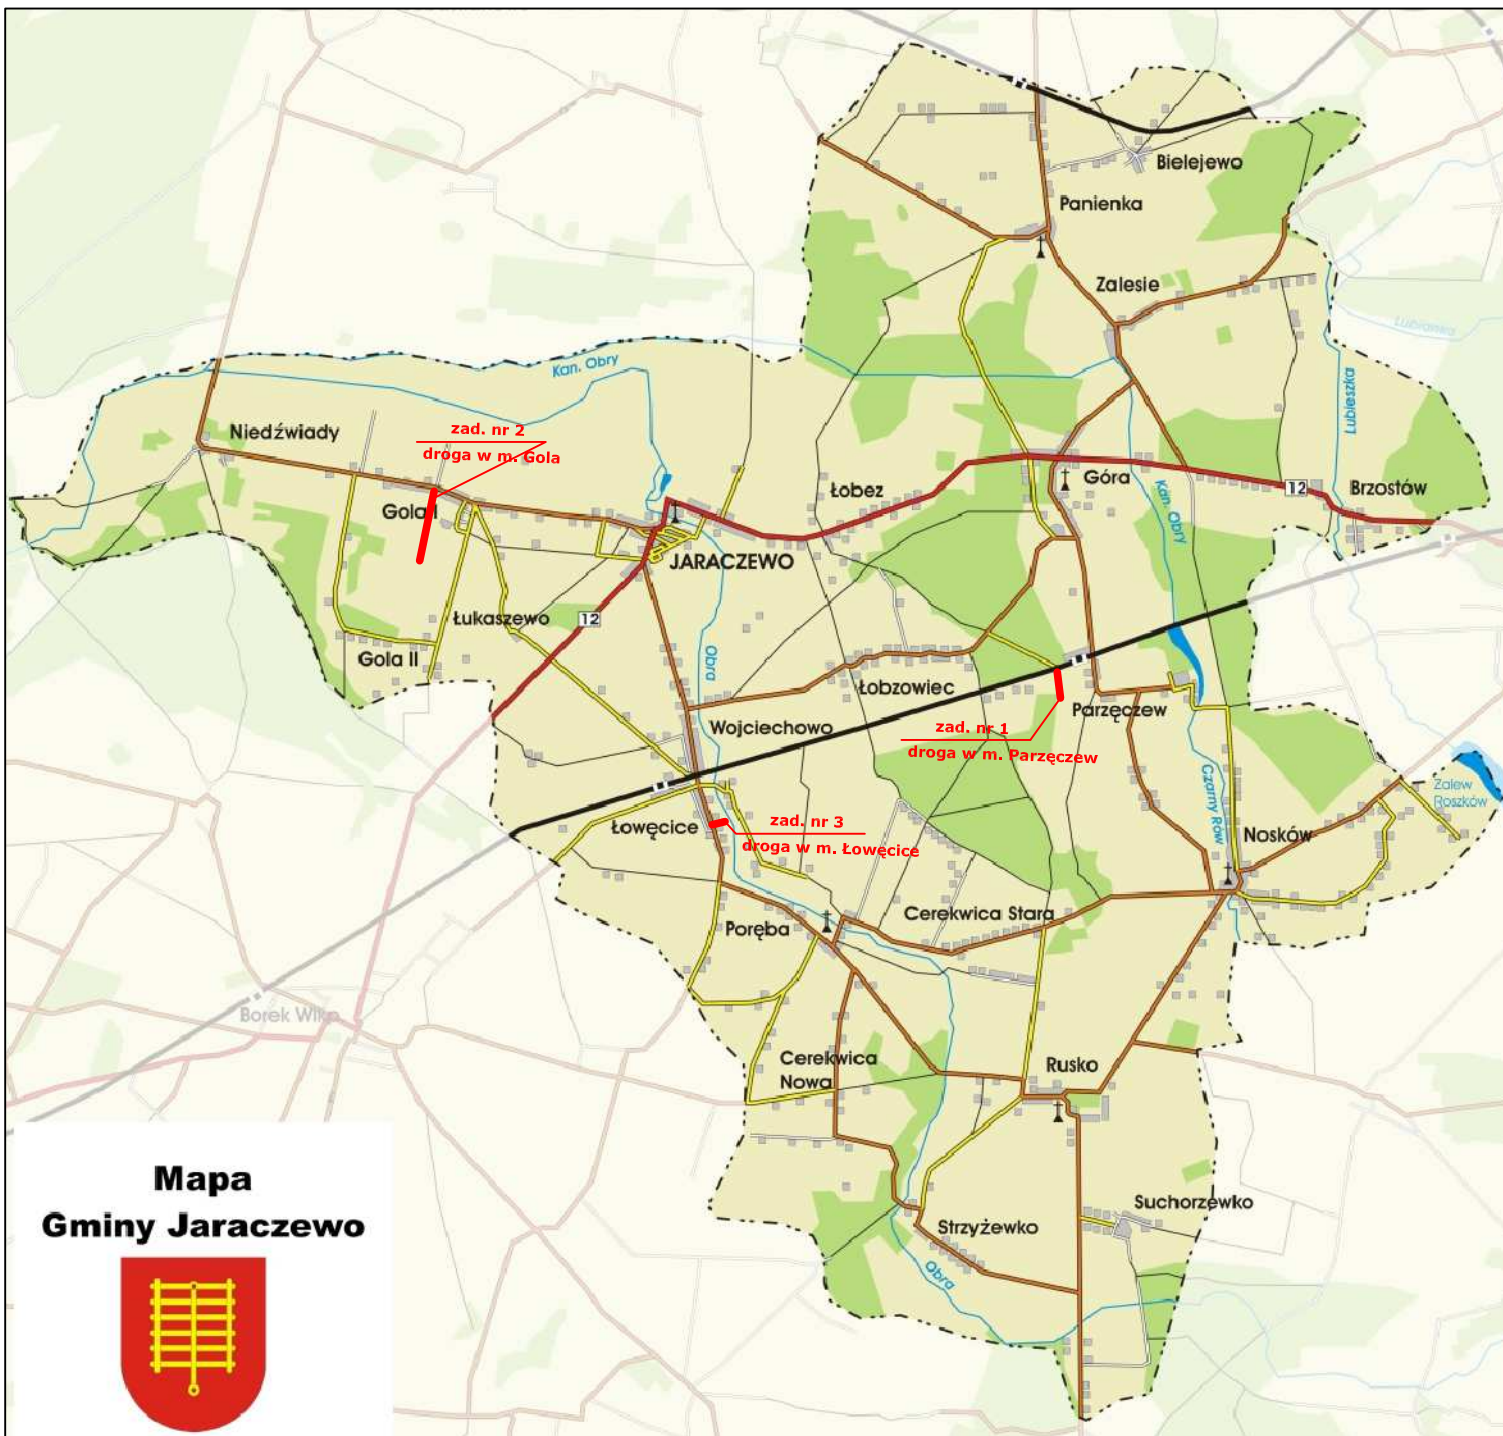 Bielejewo
Panienka
Zalesie
Lubianka
Kan. Obry
Lubieszka
Niedźwiady
zad. nr 2
droga w m. Gola
Gola I
Łobez
Góra
12
Brzostów
Kan. Obry
JARACZEWO
Łukaszewo
12
Gola II
Obra
Łobzowiec
Parzęczew
Wojciechowo
zad. nr 1
droga w m. Parzęczew
Czarny Rów
Zalew
Roszków
Łowęcice
zad. nr 3
droga w m. Łowęcice
Nosków
Cerekwica Stara
Poręba
Borek Wlkp.
Cerekwica
Nowa
Rusko
Suchorzewko
Strzyżewko
Obra
Mapa
Gminy Jaraczewo